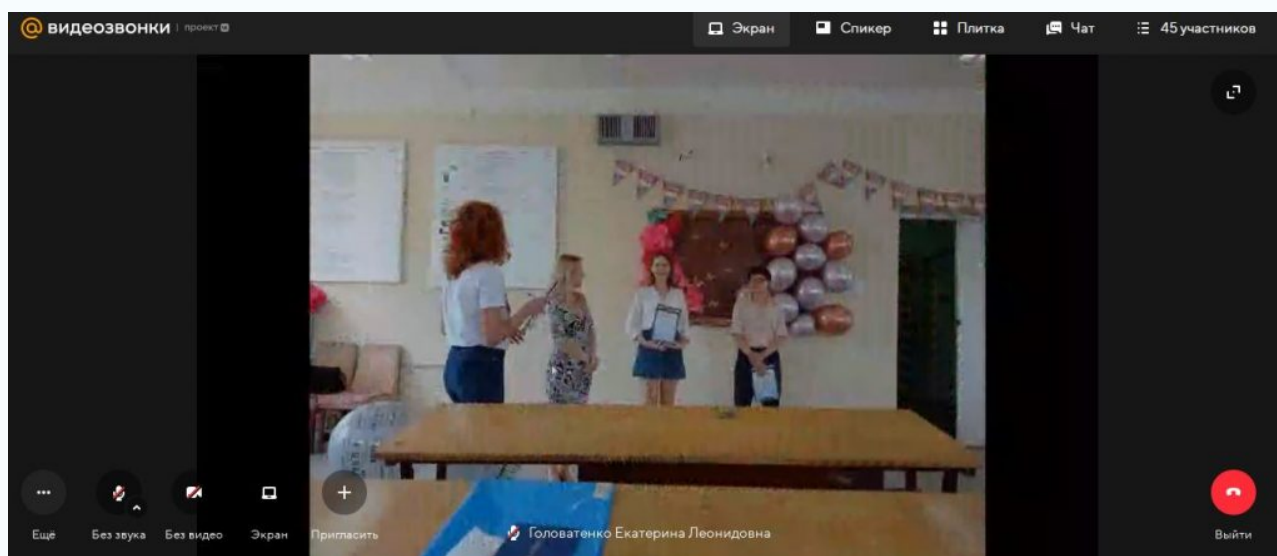 @ видеозвонки | проект
Экран
Спикер
Плитка
Чат
45 участников
Ещё
Без звука
Без видео
Экран
Пригласить
Головатенко Екатерина Леонидовна
Выйти